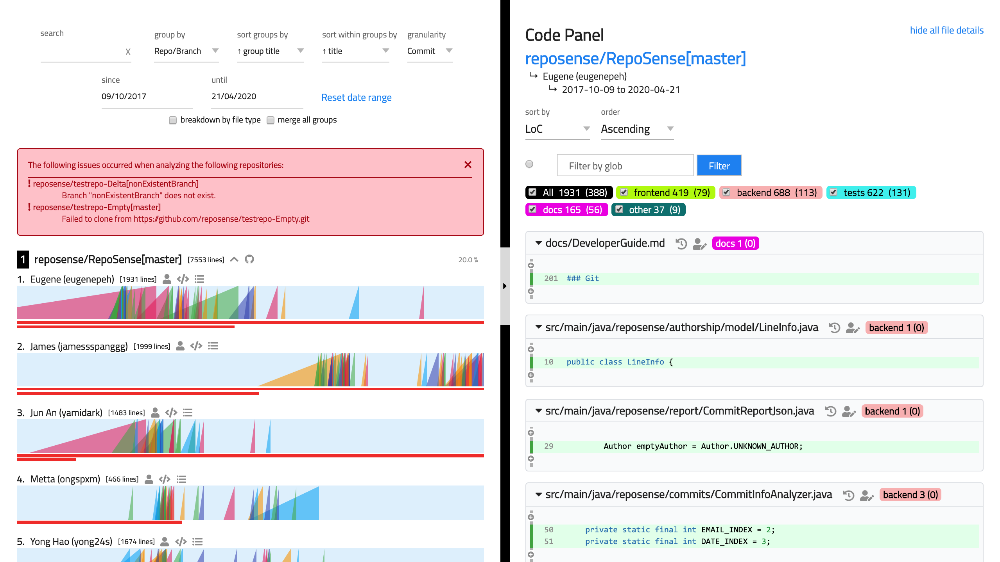 search
X
group by
Repo/Branch
sort groups by
↑ group title
sort within groups by
↑ title
granularity
Commit
since
09/10/2017
until
21/04/2020
Reset date range
breakdown by file type merge all groups
The following issues occurred when analyzing the following repositories:
! reposense/testrepo-Delta[nonExistentBranch]
Branch "nonExistentBranch" does not exist.
! reposense/testrepo-Empty[master]
Failed to clone from https://github.com/reposense/testrepo-Empty.git
1 reposense/RepoSense[master] [7553 lines] 20.0 %
1. Eugene (eugenepeh) [1931 lines]
2. James (jamessspanggg) [1999 lines]
3. Jun An (yamidark) [1483 lines]
4. Metta (ongspxm) [466 lines]
5. Yong Hao (yong24s) [1674 lines]
Code Panel
hide all file details
reposense/RepoSense[master]
↳ Eugene (eugenepeh)
↳ 2017-10-09 to 2020-04-21
sort by
LoC
order
Ascending
Filter by glob
Filter
All 1931 (388) frontend 419 (79) backend 688 (113) tests 622 (131)
docs 165 (56) other 37 (9)
docs/DeveloperGuide.md docs 1 (0)
201 ### Git
src/main/java/reposense/authorship/model/LineInfo.java backend 1 (0)
10 public class LineInfo {
src/main/java/reposense/report/CommitReportJson.java backend 1 (0)
29 Author emptyAuthor = Author.UNKNOWN_AUTHOR;
src/main/java/reposense/commits/CommitInfoAnalyzer.java backend 3 (0)
50 private static final int EMAIL_INDEX = 2;
51 private static final int DATE_INDEX = 3;